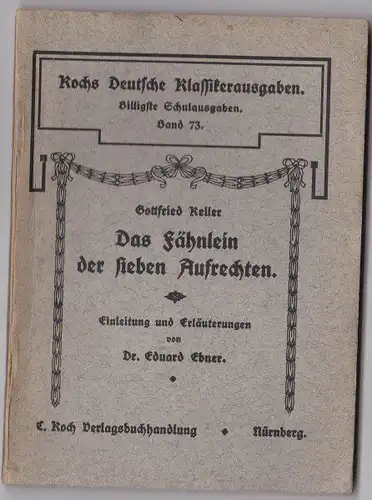 Kochs Deutsche Klassikerausgaben.
Billigste Schulausgaben.
Band 73.
Gottfried Keller
Das Fähnlein
der sieben Aufrechten.
Einleitung und Erläuterungen
von
Dr. Eduard Ebner.
C. Koch Verlagsbuchhandlung ◆ Nürnberg.